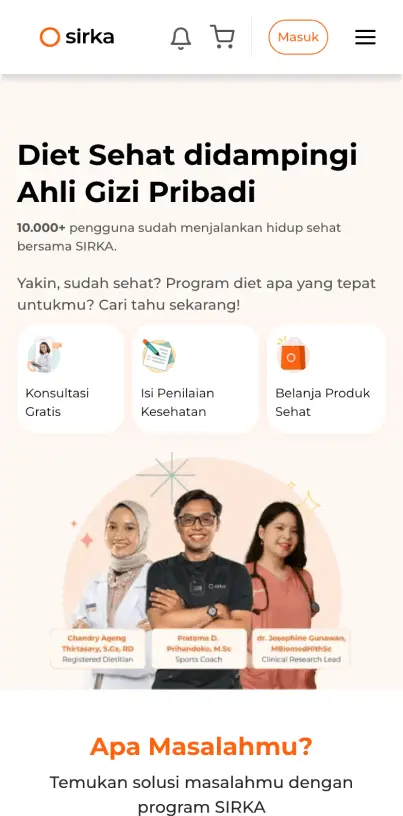 sirka
Masuk
Diet Sehat didampingi
Ahli Gizi Pribadi
10.000+ pengguna sudah menjalankan hidup sehat
bersama SIRKA.
Yakin, sudah sehat? Program diet apa yang tepat
untukmu? Cari tahu sekarang!
Konsultasi
Gratis
Isi Penilaian
Kesehatan
Belanja Produk
Sehat
sirka
Chandry Ageng
Thirtasary, S.Gz, RD
Registered Dietitian
Pratama D.
Prihandoko, M.Sc
Sports Coach
dr. Josephine Gunawan,
MBiomedHlthSc
Clinical Research Lead
Apa Masalahmu?
Temukan solusi masalahmu dengan
program SIRKA